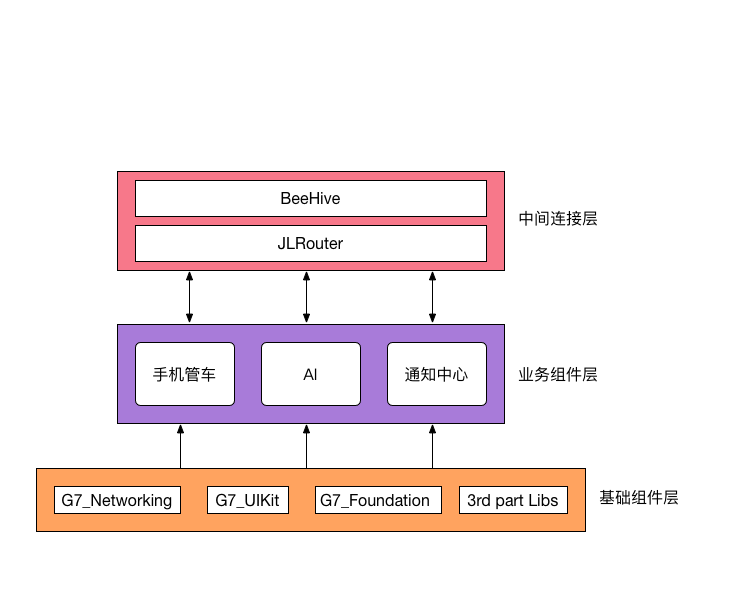 BeeHive
JLRouter
中间连接层
手机管车
AI
通知中心
业务组件层
G7_Networking
G7_UIKit
G7_Foundation
3rd part Libs
基础组件层